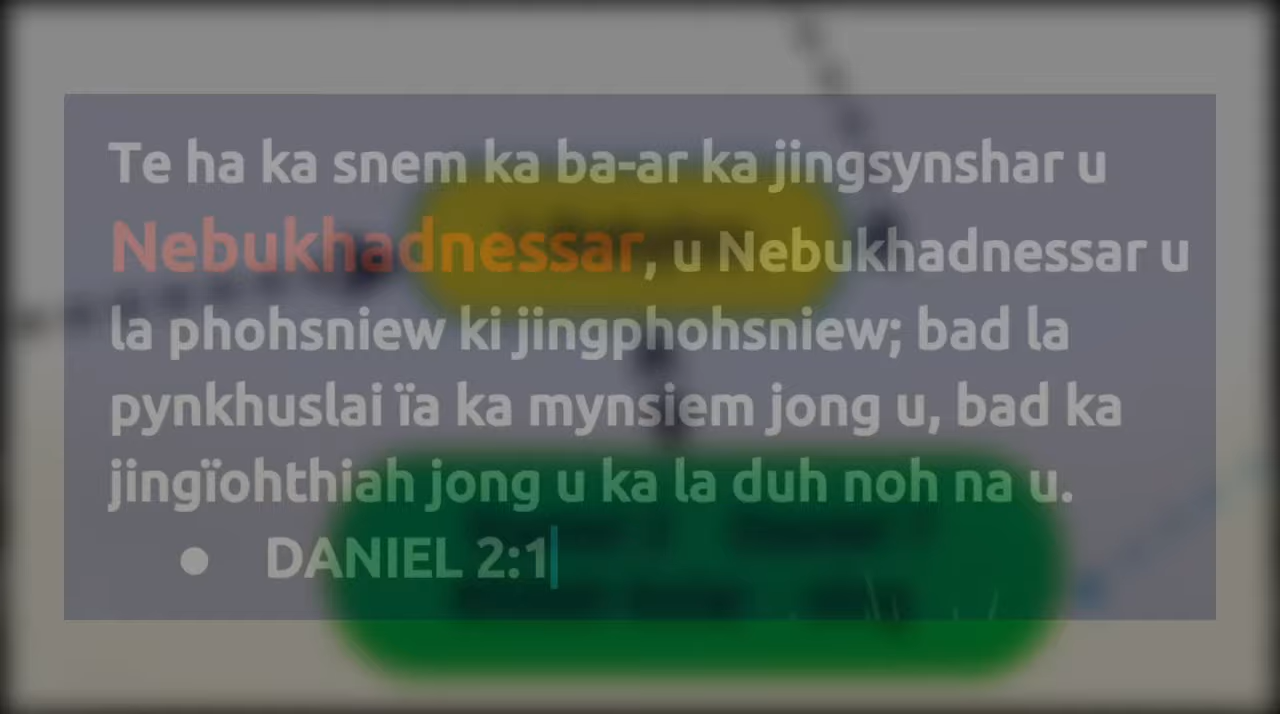 Te ha ka snem ka ba-ar ka jingsynshar u
Nebukhadnessar, u Nebukhadnessar u
la phohsniew ki jingphohsniew; bad la
pynkhuslai ïa ka mynsiem jong u, bad ka
jingïohthiah jong u ka la duh noh na u.
● DANIEL 2:1